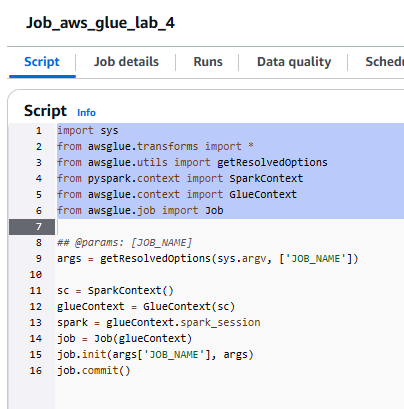 Job_aws_glue_lab_4
Script Job details Runs Data quality Sched
Script Info
1 import sys
2 from awsglue.transforms import *
3 from awsglue.utils import getResolvedOptions
4 from pyspark.context import SparkContext
5 from awsglue.context import GlueContext
6 from awsglue.job import Job
7
8 ## @params: [JOB_NAME]
9 args = getResolvedOptions(sys.argv, ['JOB_NAME'])
10
11 sc = SparkContext()
12 glueContext = GlueContext(sc)
13 spark = glueContext.spark_session
14 job = Job(glueContext)
15 job.init(args['JOB_NAME'], args)
16 job.commit()